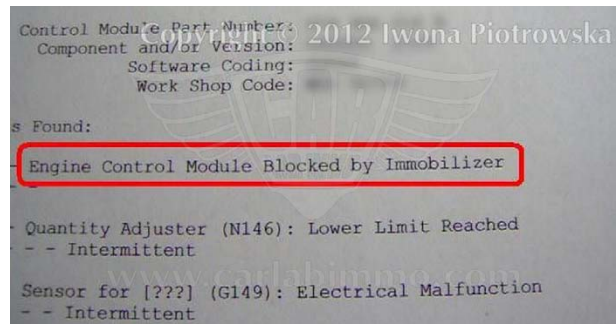 Control Module Part Number:
Copyright © 2012 Iwona Piotrowska
Component and/or Version:
Software Coding:
Work Shop Code:
s Found:
- Engine Control Module Blocked by Immobilizer
- -
- Quantity Adjuster (N146): Lower Limit Reached
- - - Intermittent
www.carlabimmo.com
Sensor for [???] (G149): Electrical Malfunction
- - Intermittent